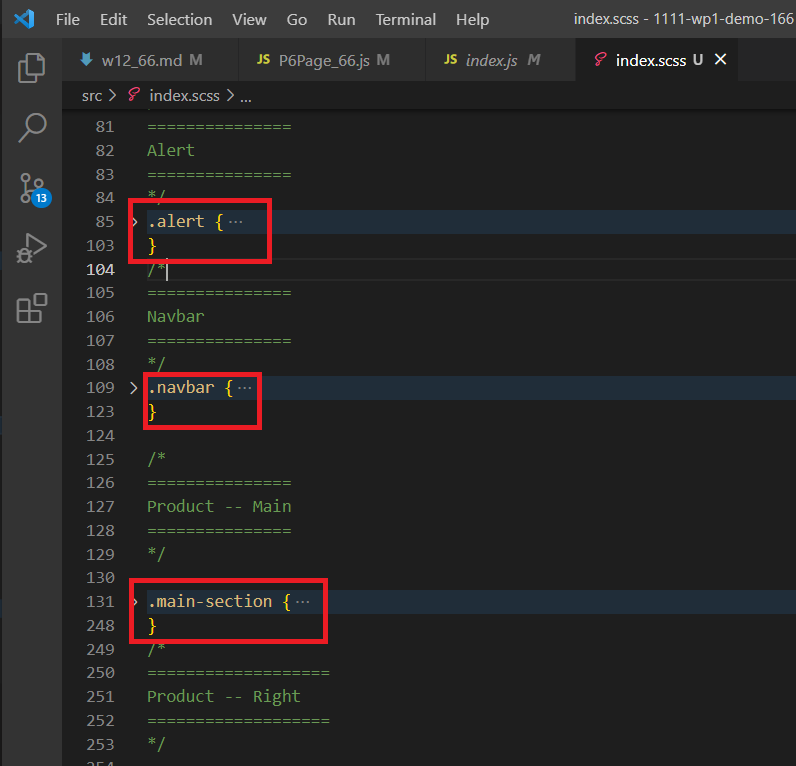 File Edit Selection View Go Run Terminal Help index.scss - 1111-wp1-demo-166
w12_66.md M JS P6Page_66.js M JS index.js M index.scss U
src > index.scss > ...
13
81 ===============
82 Alert
83 ===============
84 */
85 .alert { ...
103 }
104 /*
105 ===============
106 Navbar
107 ===============
108 */
109 .navbar { ...
123 }
124
125 /*
126 ===============
127 Product -- Main
128 ===============
129 */
130
131 .main-section { ...
248 }
249 /*
250 ===================
251 Product -- Right
252 ===================
253 */
254